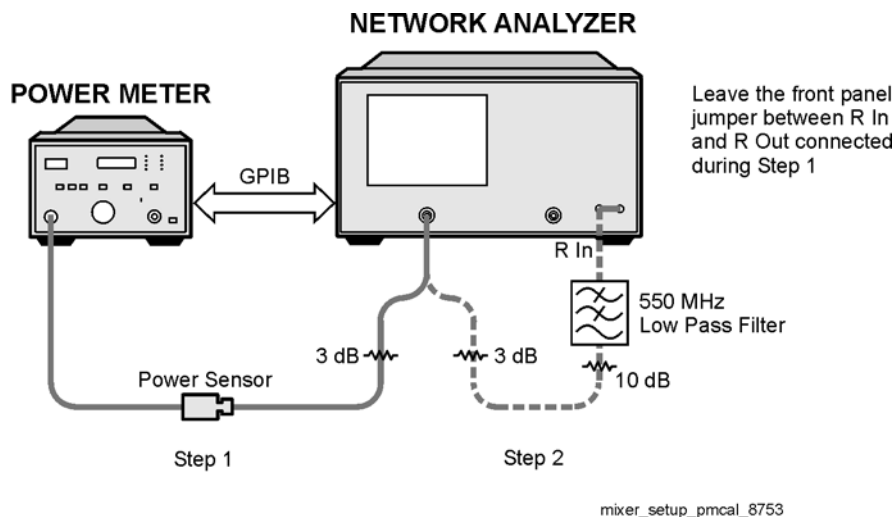 NETWORK ANALYZER
POWER METER
Leave the front panel
jumper between R In
and R Out connected
during Step 1
GPIB
R In
550 MHz
Low Pass Filter
3 dB
3 dB
10 dB
Power Sensor
Step 1
Step 2
mixer_setup_pmcal_8753